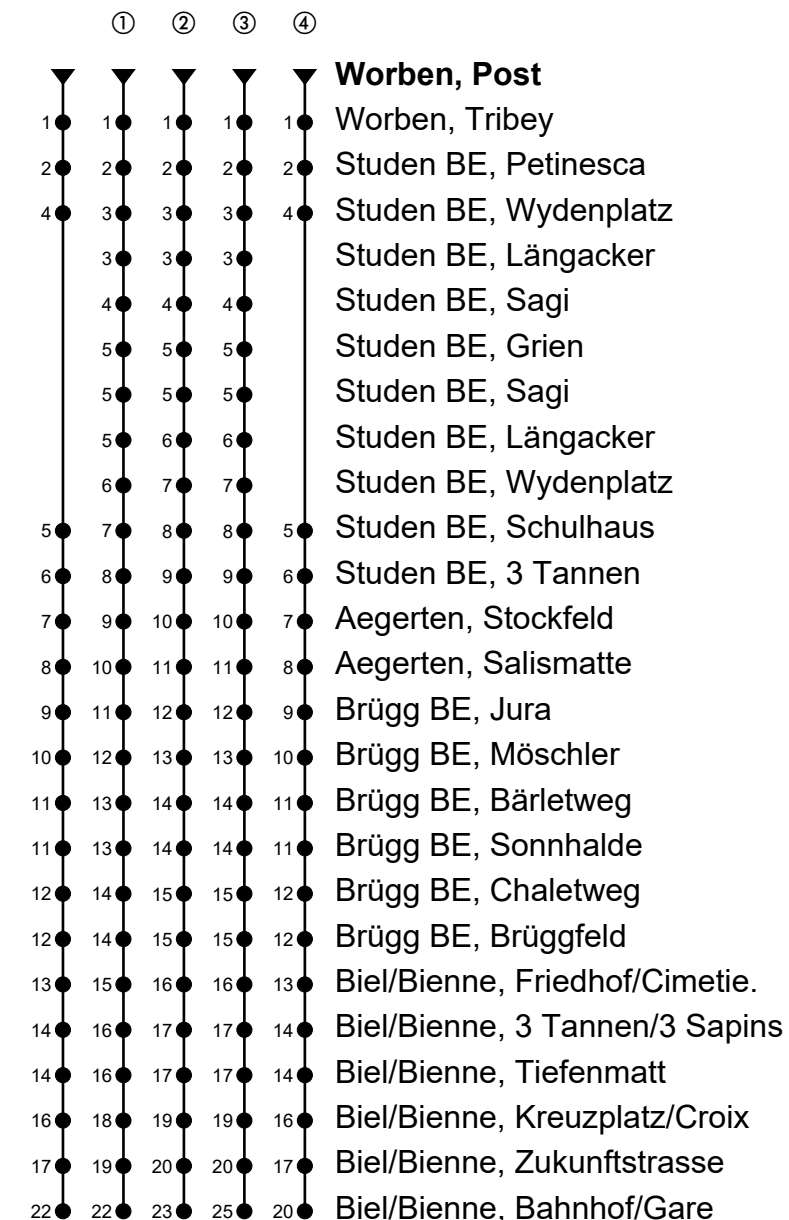 ① ② ③ ④
Worben, Post
1 1 1 1 1 Worben, Tribey
2 2 2 2 2 Studen BE, Petinesca
4 3 3 3 4 Studen BE, Wydenplatz
3 3 3 Studen BE, Längacker
4 4 4 Studen BE, Sagi
5 5 5 Studen BE, Grien
5 5 5 Studen BE, Sagi
5 6 6 Studen BE, Längacker
6 7 7 Studen BE, Wydenplatz
5 7 8 8 5 Studen BE, Schulhaus
6 8 9 9 6 Studen BE, 3 Tannen
7 9 10 10 7 Aegerten, Stockfeld
8 10 11 11 8 Aegerten, Salismatte
9 11 12 12 9 Brügg BE, Jura
10 12 13 13 10 Brügg BE, Möschler
11 13 14 14 11 Brügg BE, Bärletweg
11 13 14 14 11 Brügg BE, Sonnhalde
12 14 15 15 12 Brügg BE, Chaletweg
12 14 15 15 12 Brügg BE, Brüggfeld
13 15 16 16 13 Biel/Bienne, Friedhof/Cimetie.
14 16 17 17 14 Biel/Bienne, 3 Tannen/3 Sapins
14 16 17 17 14 Biel/Bienne, Tiefenmatt
16 18 19 19 16 Biel/Bienne, Kreuzplatz/Croix
17 19 20 20 17 Biel/Bienne, Zukunftstrasse
22 22 23 25 20 Biel/Bienne, Bahnhof/Gare